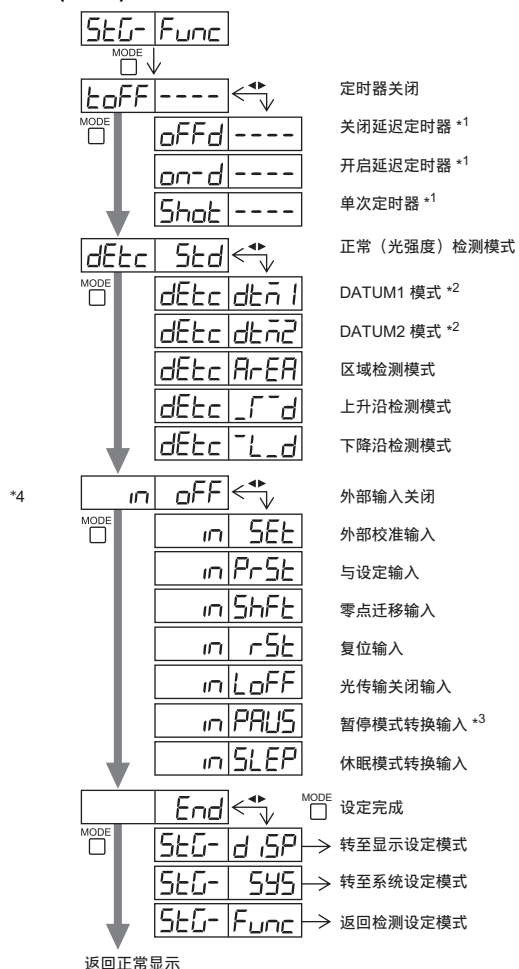 StG- Func
MODE
toFF ---- 定时器关闭
MODE
oFFd ---- 关闭延迟定时器 *1
on-d ---- 开启延迟定时器 *1
Shot ---- 单次定时器 *1
dEtc Std 正常（光强度）检测模式
MODE
dEtc dtm1 DATUM1 模式 *2
dEtc dtm2 DATUM2 模式 *2
dEtc ArEA 区域检测模式
dEtc _Γ¯d 上升沿检测模式
dEtc ¯L_d 下降沿检测模式
*4 in oFF 外部输入关闭
MODE
in SEt 外部校准输入
in PrSt 与设定输入
in ShFt 零点迁移输入
in rSt 复位输入
in LoFF 光传输关闭输入
in PAUS 暂停模式转换输入 *3
in SLEP 休眠模式转换输入
End MODE 设定完成
MODE
StG- diSP 转至显示设定模式
StG- SYS 转至系统设定模式
StG- Func 返回检测设定模式
返回正常显示